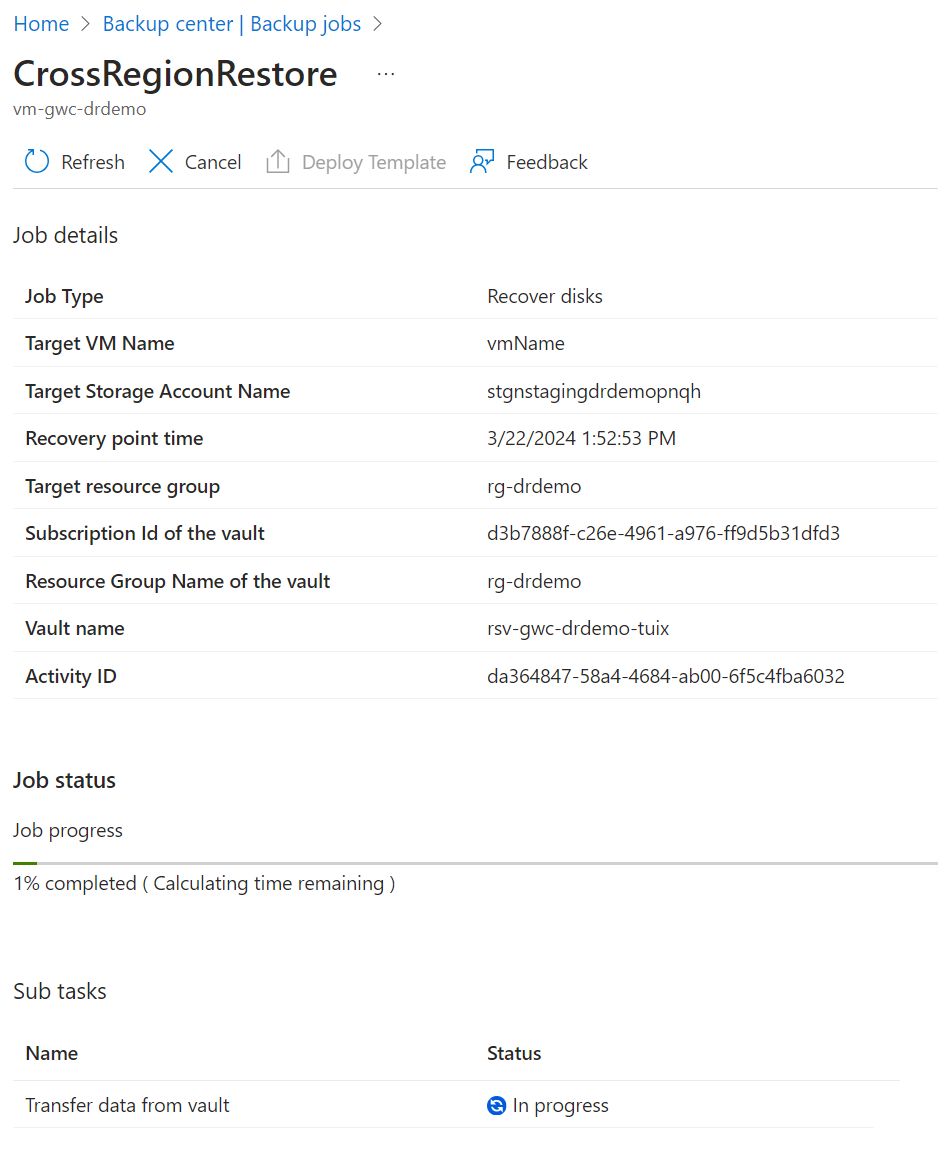 Home > Backup center | Backup jobs >
CrossRegionRestore ...
vm-gwc-drdemo
Refresh Cancel Deploy Template Feedback
Job details
Job Type Recover disks
Target VM Name vmName
Target Storage Account Name stgnstagingdrdemopnqh
Recovery point time 3/22/2024 1:52:53 PM
Target resource group rg-drdemo
Subscription Id of the vault d3b7888f-c26e-4961-a976-ff9d5b31dfd3
Resource Group Name of the vault rg-drdemo
Vault name rsv-gwc-drdemo-tuix
Activity ID da364847-58a4-4684-ab00-6f5c4fba6032
Job status
Job progress
1% completed ( Calculating time remaining )
Sub tasks
Name Status
Transfer data from vault In progress